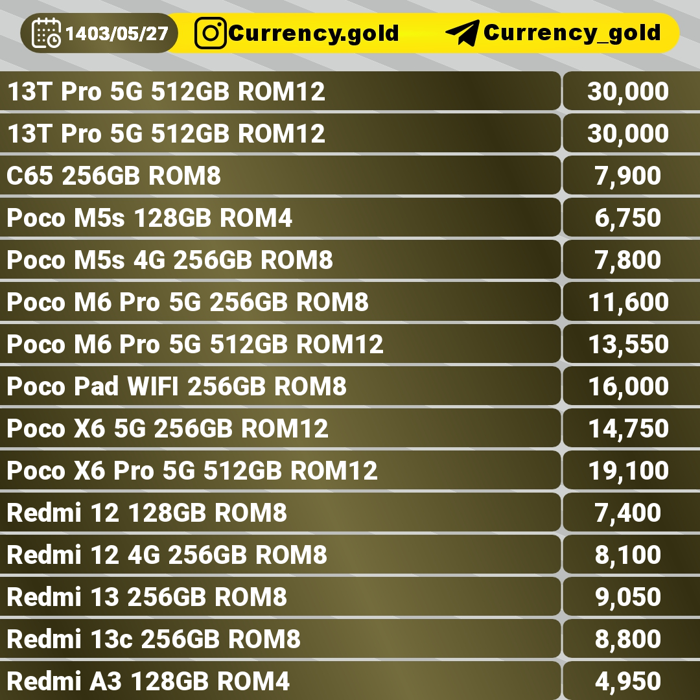 1403/05/27 Currency.gold Currency_gold
13T Pro 5G 512GB ROM12 30,000
13T Pro 5G 512GB ROM12 30,000
C65 256GB ROM8 7,900
Poco M5s 128GB ROM4 6,750
Poco M5s 4G 256GB ROM8 7,800
Poco M6 Pro 5G 256GB ROM8 11,600
Poco M6 Pro 5G 512GB ROM12 13,550
Poco Pad WIFI 256GB ROM8 16,000
Poco X6 5G 256GB ROM12 14,750
Poco X6 Pro 5G 512GB ROM12 19,100
Redmi 12 128GB ROM8 7,400
Redmi 12 4G 256GB ROM8 8,100
Redmi 13 256GB ROM8 9,050
Redmi 13c 256GB ROM8 8,800
Redmi A3 128GB ROM4 4,950